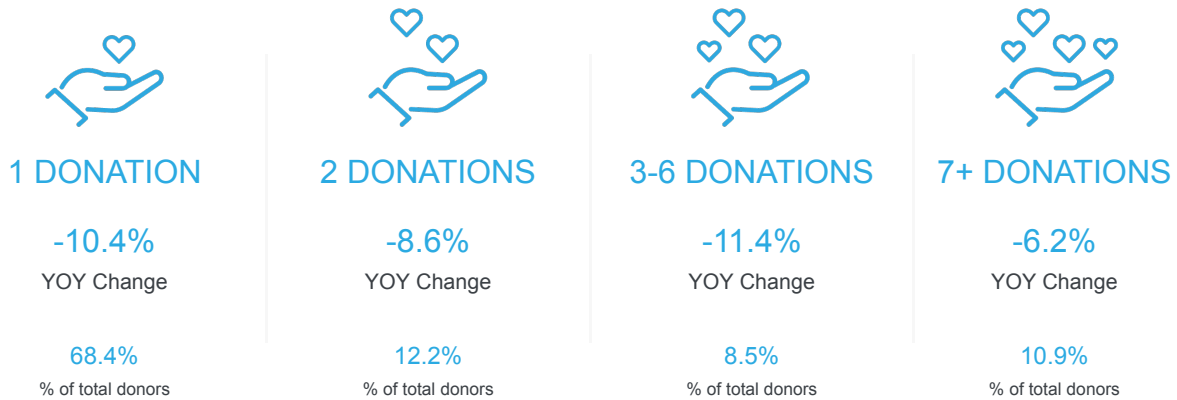 1 DONATION
-10.4%
YOY Change
68.4%
% of total donors
2 DONATIONS
-8.6%
YOY Change
12.2%
% of total donors
3-6 DONATIONS
-11.4%
YOY Change
8.5%
% of total donors
7+ DONATIONS
-6.2%
YOY Change
10.9%
% of total donors